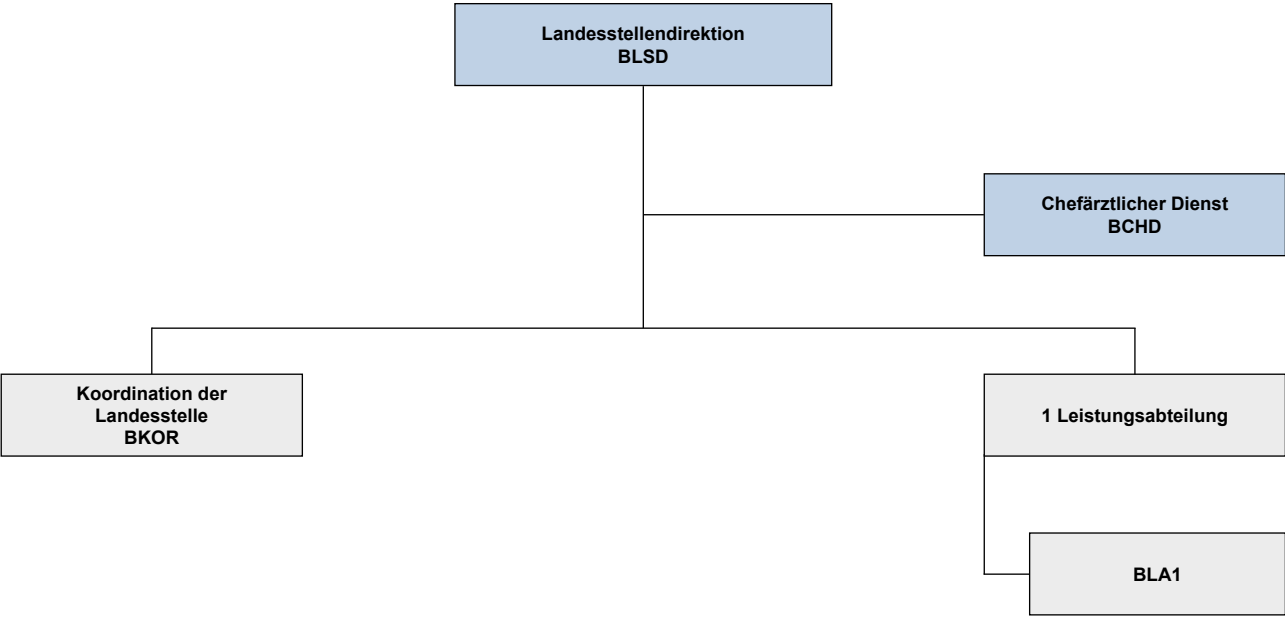 Landesstellendirektion
BLSD
Chefärztlicher Dienst
BCHD
Koordination der
Landesstelle
BKOR
1 Leistungsabteilung
BLA1